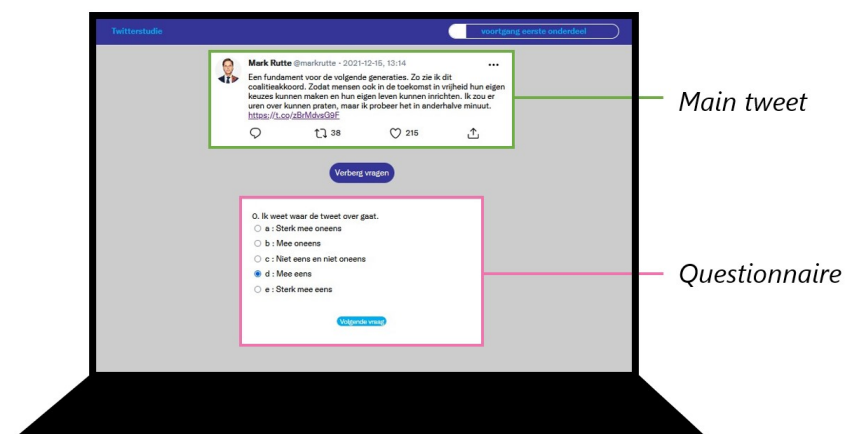 Twitterstudie
voortgang eerste onderdeel
Mark Rutte @markrutte - 2021-12-15, 13:14
Een fundament voor de volgende generaties. Zo zie ik dit
coalitieakkoord. Zodat mensen ook in de toekomst in vrijheid hun eigen
keuzes kunnen maken en hun eigen leven kunnen inrichten. Ik zou er
uren over kunnen praten, maar ik probeer het in anderhalve minuut.
https://t.co/zBrMdvsG9F
38 215
Main tweet
Verberg vragen
0. Ik weet waar de tweet over gaat.
a : Sterk mee oneens
b : Mee oneens
c : Niet eens en niet oneens
d : Mee eens
e : Sterk mee eens
Volgende vraag
Questionnaire